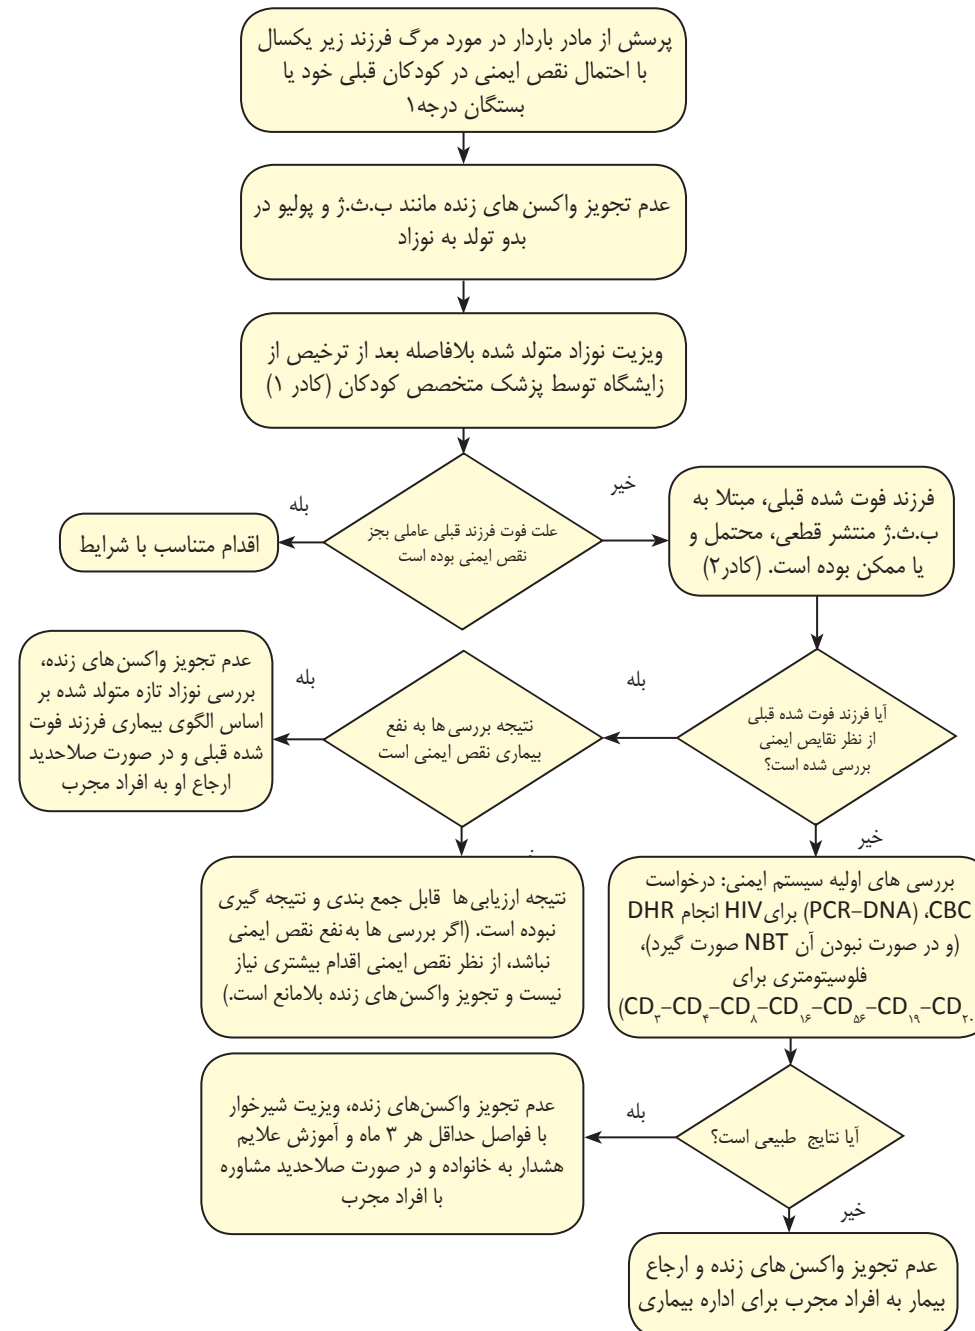 پرسش از مادر باردار در مورد مرگ فرزند زیر یکسال
با احتمال نقص ایمنی در کودکان قبلی خود یا
بستگان درجه۱
عدم تجویز واکسن های زنده مانند ب.ث.ژ و پولیو در
بدو تولد به نوزاد
ویزیت نوزاد متولد شده بلافاصله بعد از ترخیص از
زایشگاه توسط پزشک متخصص کودکان (کادر ۱)
علت فوت فرزند قبلی عاملی بجز
نقص ایمنی بوده است
بله
اقدام متناسب با شرایط
خیر
فرزند فوت شده قبلی، مبتلا به
ب.ث.ژ منتشر قطعی، محتمل و
یا ممکن بوده است. (کادر۲)
آیا فرزند فوت شده قبلی
از نظر نقایص ایمنی
بررسی شده است؟
بله
نتیجه بررسی ها به نفع
بیماری نقص ایمنی است
بله
عدم تجویز واکسن های زنده،
بررسی نوزاد تازه متولد شده بر
اساس الگوی بیماری فرزند فوت
شده قبلی و در صورت صلاحدید
ارجاع او به افراد مجرب
نتیجه ارزیابی ها قابل جمع بندی و نتیجه گیری
نبوده است. (اگر بررسی ها به نفع نقص ایمنی
نباشد، از نظر نقص ایمنی اقدام بیشتری نیاز
نیست و تجویز واکسن های زنده بلامانع است.)
خیر
بررسی های اولیه سیستم ایمنی: درخواست
CBC، (PCR-DNA) برای HIV انجام DHR
(و در صورت نبودن آن NBT صورت گیرد)،
فلوسیتومتری برای
(CD₃-CD₄-CD₈-CD₁₆-CD₅₆-CD₁₉-CD₂₀
آیا نتایج طبیعی است؟
بله
عدم تجویز واکسن های زنده، ویزیت شیرخوار
با فواصل حداقل هر ۳ ماه و آموزش علایم
هشدار به خانواده و در صورت صلاحدید مشاوره
با افراد مجرب
خیر
عدم تجویز واکسن های زنده و ارجاع
بیمار به افراد مجرب برای اداره بیماری